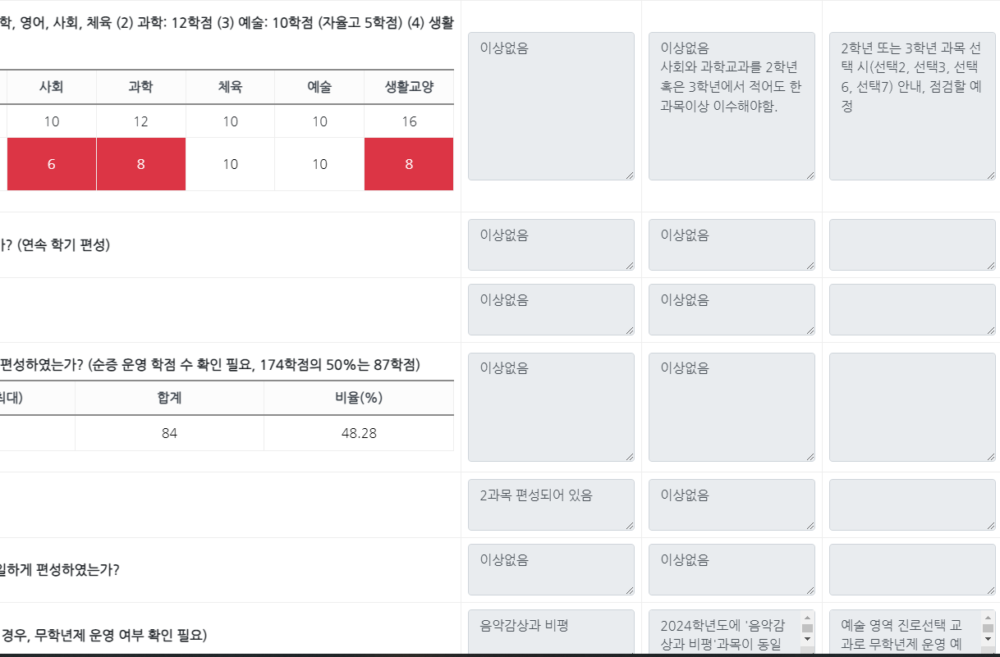 학, 영어, 사회, 체육 (2) 과학: 12학점 (3) 예술: 10학점 (자율고 5학점) (4) 생활
사회 과학 체육 예술 생활교양
10 12 10 10 16
6 8 10 10 8
이상없음
이상없음
사회와 과학교과를 2학년
혹은 3학년에서 적어도 한
과목이상 이수해야함.
2학년 또는 3학년 과목 선
택 시(선택2, 선택3, 선택
6, 선택7) 안내, 점검할 예
정
가? (연속 학기 편성)
이상없음
이상없음
이상없음
이상없음
편성하였는가? (순증 운영 학점 수 확인 필요, 174학점의 50%는 87학점)
최대) 합계 비율(%)
84 48.28
이상없음
이상없음
2과목 편성되어 있음
이상없음
일하게 편성하였는가?
이상없음
이상없음
경우, 무학년제 운영 여부 확인 필요)
음악감상과 비평
2024학년도에 '음악감
상과 비평'과목이 동일
예술 영역 진로선택 교
과로 무학년제 운영 예